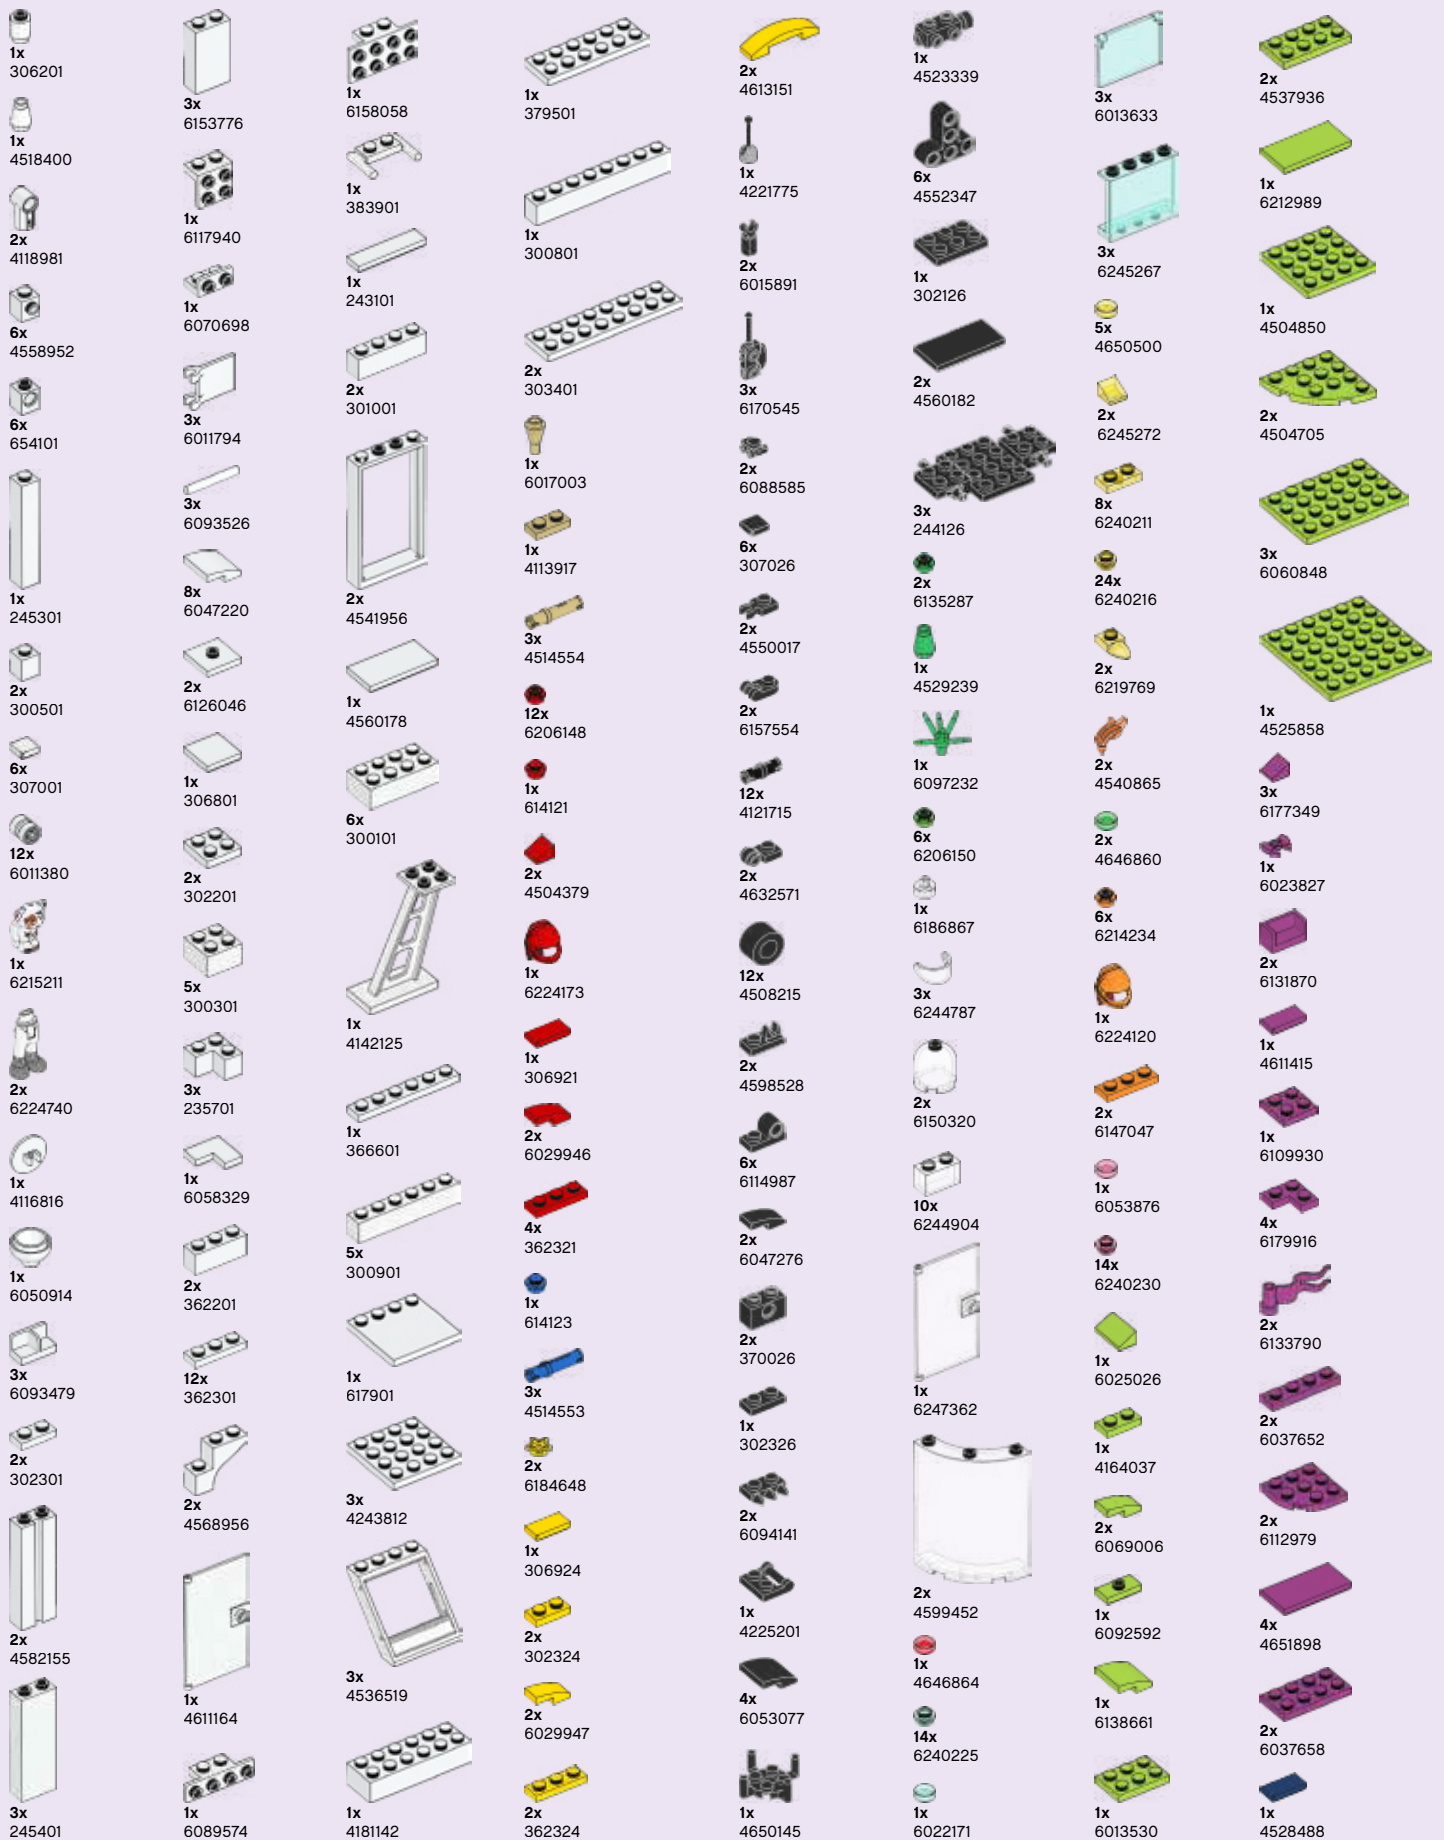 1x
306201
1x
4518400
2x
4118981
6x
4558952
6x
654101
1x
245301
2x
300501
6x
307001
12x
6011380
1x
6215211
2x
6224740
1x
4116816
1x
6050914
3x
6093479
2x
302301
2x
4582155
3x
245401
3x
6153776
1x
6117940
1x
6070698
3x
6011794
3x
6093526
8x
6047220
2x
6126046
1x
306801
2x
302201
5x
300301
3x
235701
1x
6058329
2x
362201
12x
362301
2x
4568956
1x
4611164
1x
6089574
1x
6158058
1x
383901
1x
243101
2x
301001
2x
4541956
1x
4560178
6x
300101
1x
4142125
1x
366601
5x
300901
1x
617901
3x
4243812
3x
4536519
1x
4181142
1x
379501
1x
300801
2x
303401
1x
6017003
1x
4113917
3x
4514554
12x
6206148
1x
614121
2x
4504379
1x
6224173
1x
306921
2x
6029946
4x
362321
1x
614123
3x
4514553
2x
6184648
1x
306924
2x
302324
2x
6029947
2x
362324
2x
4613151
1x
4221775
2x
6015891
3x
6170545
2x
6088585
6x
307026
2x
4550017
2x
6157554
12x
4121715
2x
4632571
12x
4508215
2x
4598528
6x
6114987
2x
6047276
2x
370026
1x
302326
2x
6094141
1x
4225201
4x
6053077
1x
4650145
1x
4523339
6x
4552347
1x
302126
2x
4560182
3x
244126
2x
6135287
1x
4529239
1x
6097232
6x
6206150
1x
6186867
3x
6244787
2x
6150320
10x
6244904
1x
6247362
2x
4599452
1x
4646864
14x
6240225
1x
6022171
3x
6013633
3x
6245267
5x
4650500
2x
6245272
8x
6240211
24x
6240216
2x
6219769
2x
4540865
2x
4646860
6x
6214234
1x
6224120
2x
6147047
1x
6053876
14x
6240230
1x
6025026
1x
4164037
2x
6069006
1x
6092592
1x
6138661
1x
6013530
2x
4537936
1x
6212989
1x
4504850
2x
4504705
3x
6060848
1x
4525858
3x
6177349
1x
6023827
2x
6131870
1x
4611415
1x
6109930
4x
6179916
2x
6133790
2x
6037652
2x
6112979
4x
4651898
2x
6037658
1x
4528488